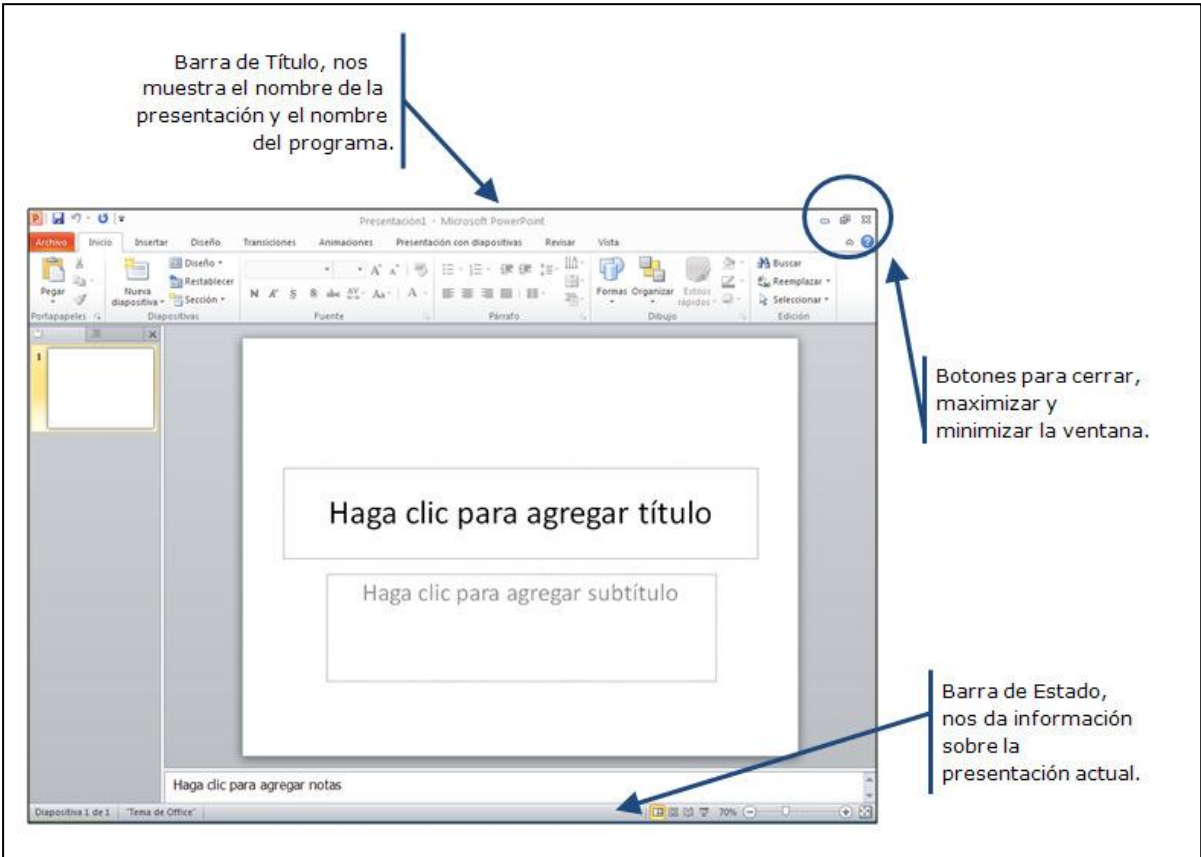 Barra de Título, nos
muestra el nombre de la
presentación y el nombre
del programa.
Presentación1 - Microsoft PowerPoint
Archivo Inicio Insertar Diseño Transiciones Animaciones Presentación con diapositivas Revisar Vista
Pegar
Portapapeles
Nueva
diapositiva
Diseño
Restablecer
Sección
Diapositivas
N K S S abc AV Aa A
Fuente
Párrafo
Formas Organizar Estilos
rápidos
Dibujo
Buscar
Reemplazar
Seleccionar
Edición
1
Botones para cerrar,
maximizar y
minimizar la ventana.
Haga clic para agregar título
Haga clic para agregar subtítulo
Barra de Estado,
nos da información
sobre la
presentación actual.
Haga clic para agregar notas
Diapositiva 1 de 1 "Tema de Office" 70%